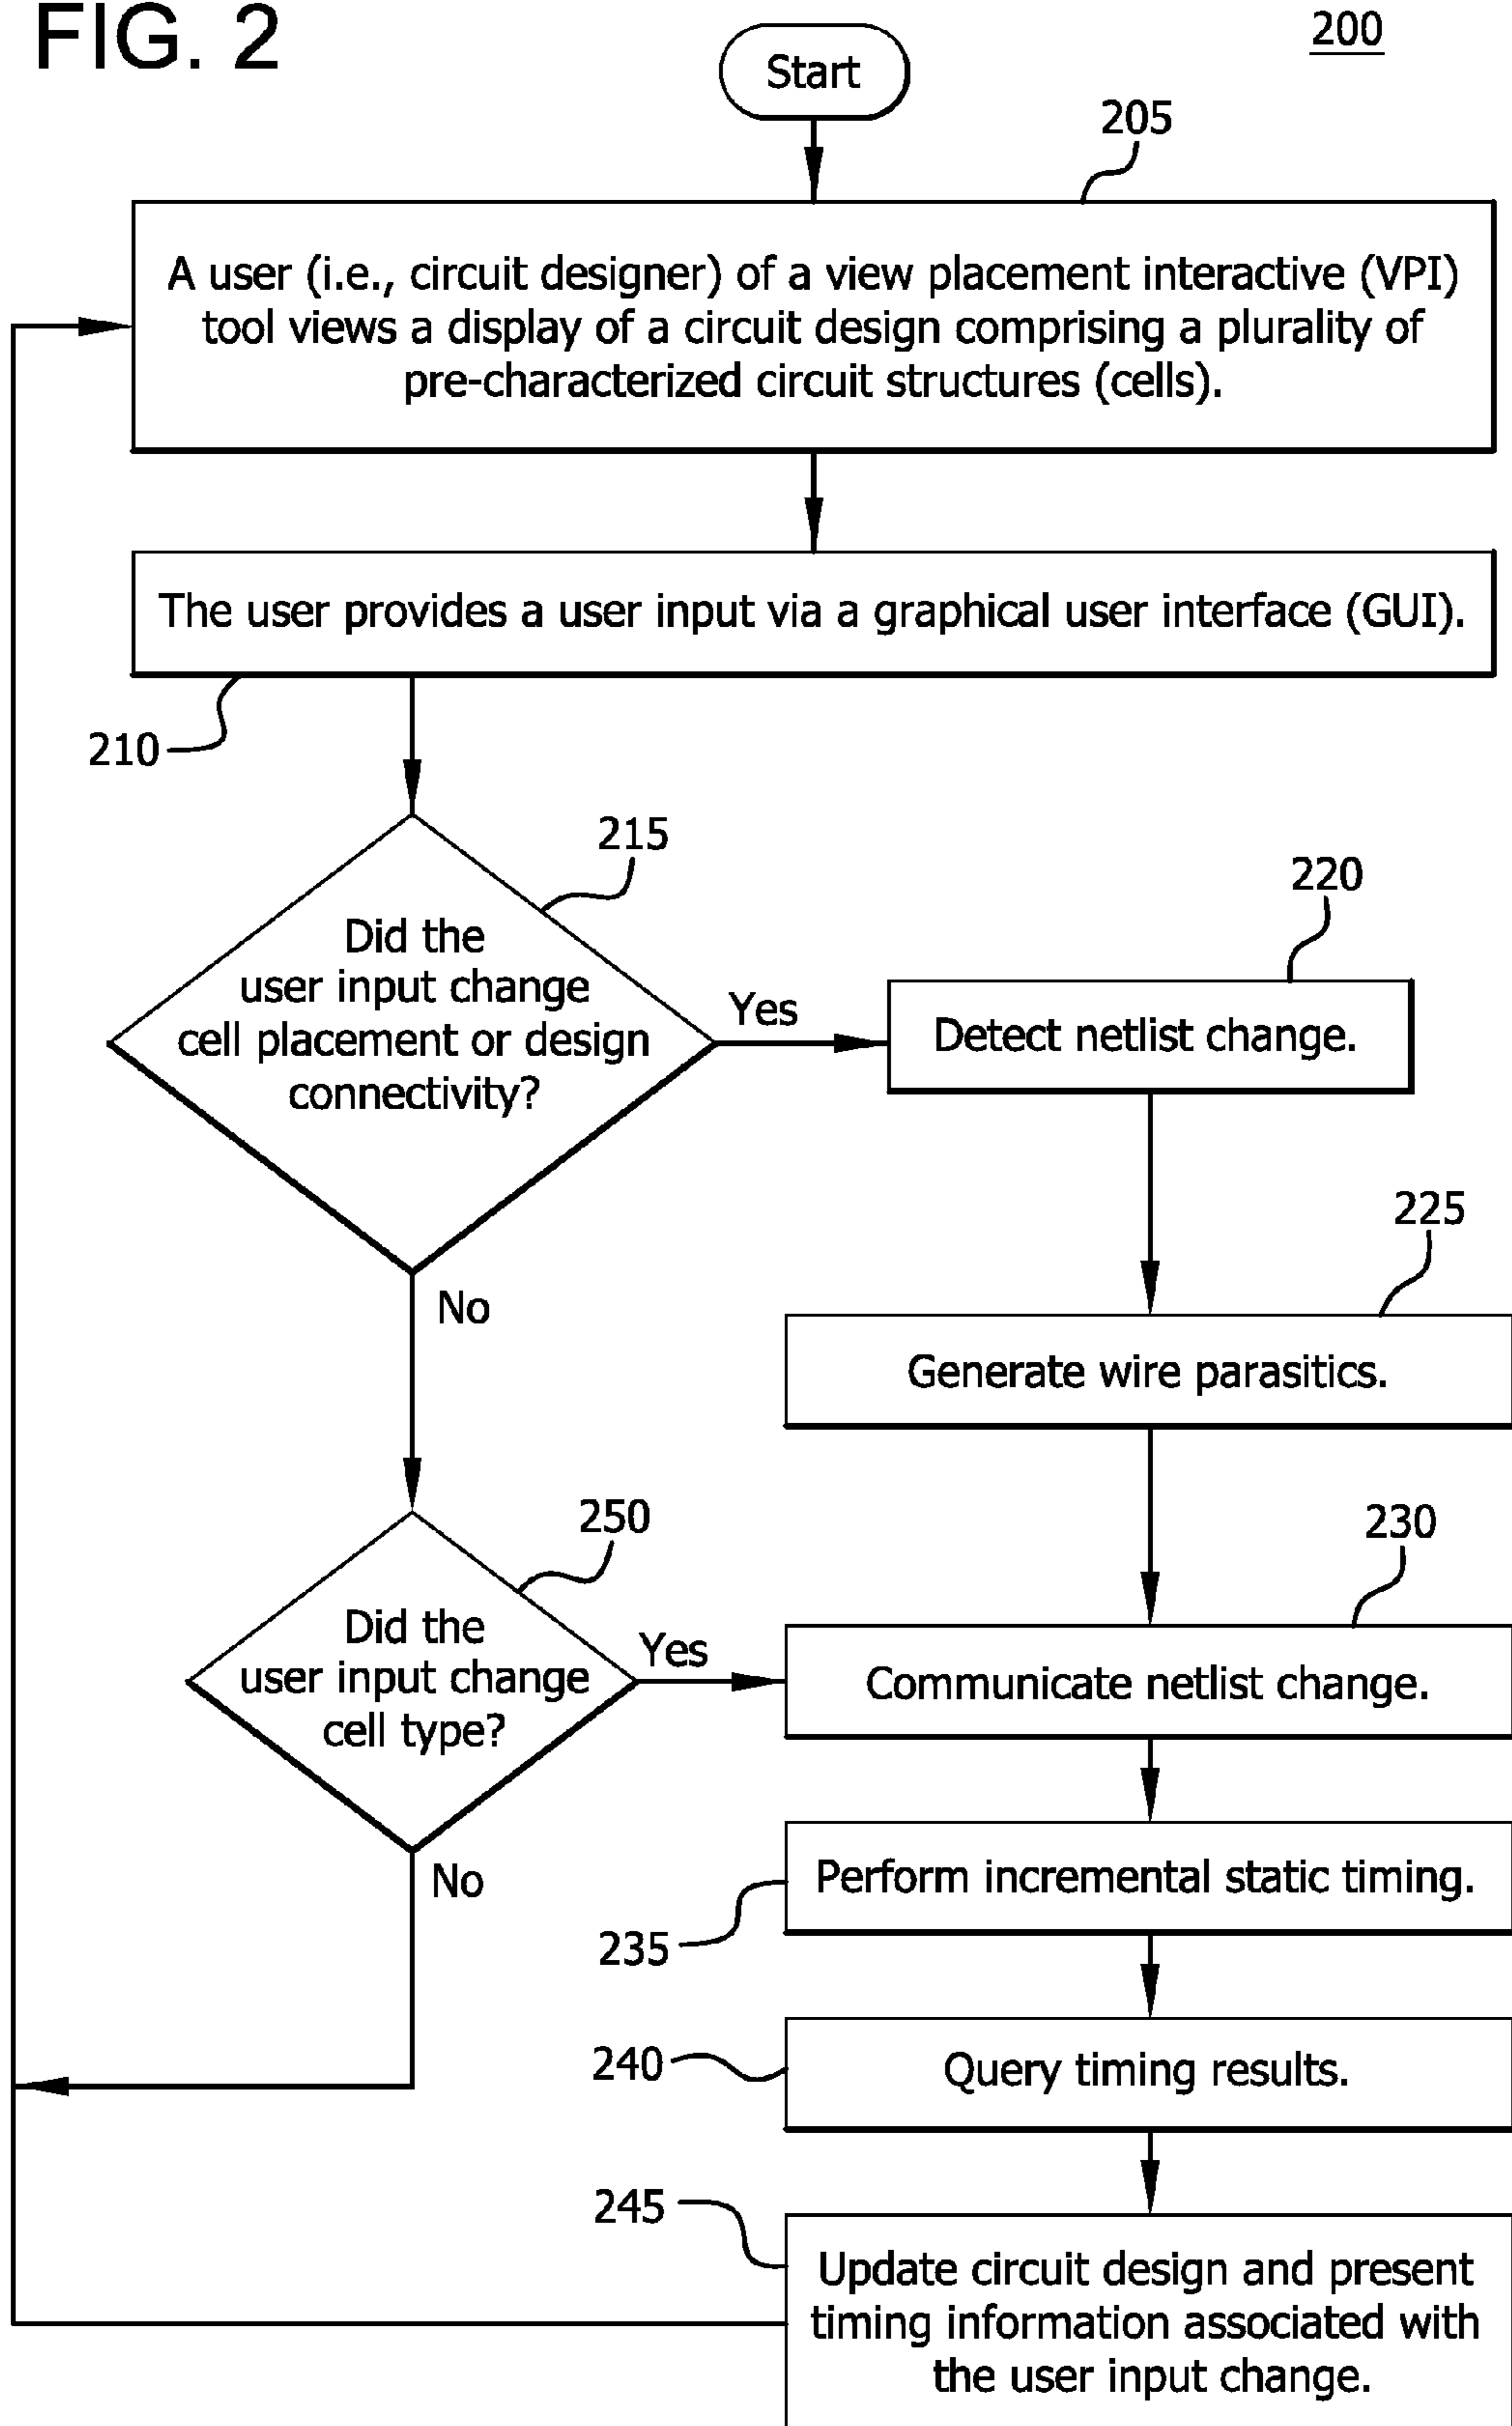 FIG. 2
200
Start
205
A user (i.e., circuit designer) of a view placement interactive (VPI)
tool views a display of a circuit design comprising a plurality of
pre-characterized circuit structures (cells).
The user provides a user input via a graphical user interface (GUI).
210
215
Did the
user input change
cell placement or design
connectivity?
Yes
220
Detect netlist change.
No
225
Generate wire parasitics.
250
Did the
user input change
cell type?
Yes
230
Communicate netlist change.
No
Perform incremental static timing.
235
240
Query timing results.
245
Update circuit design and present
timing information associated with
the user input change.